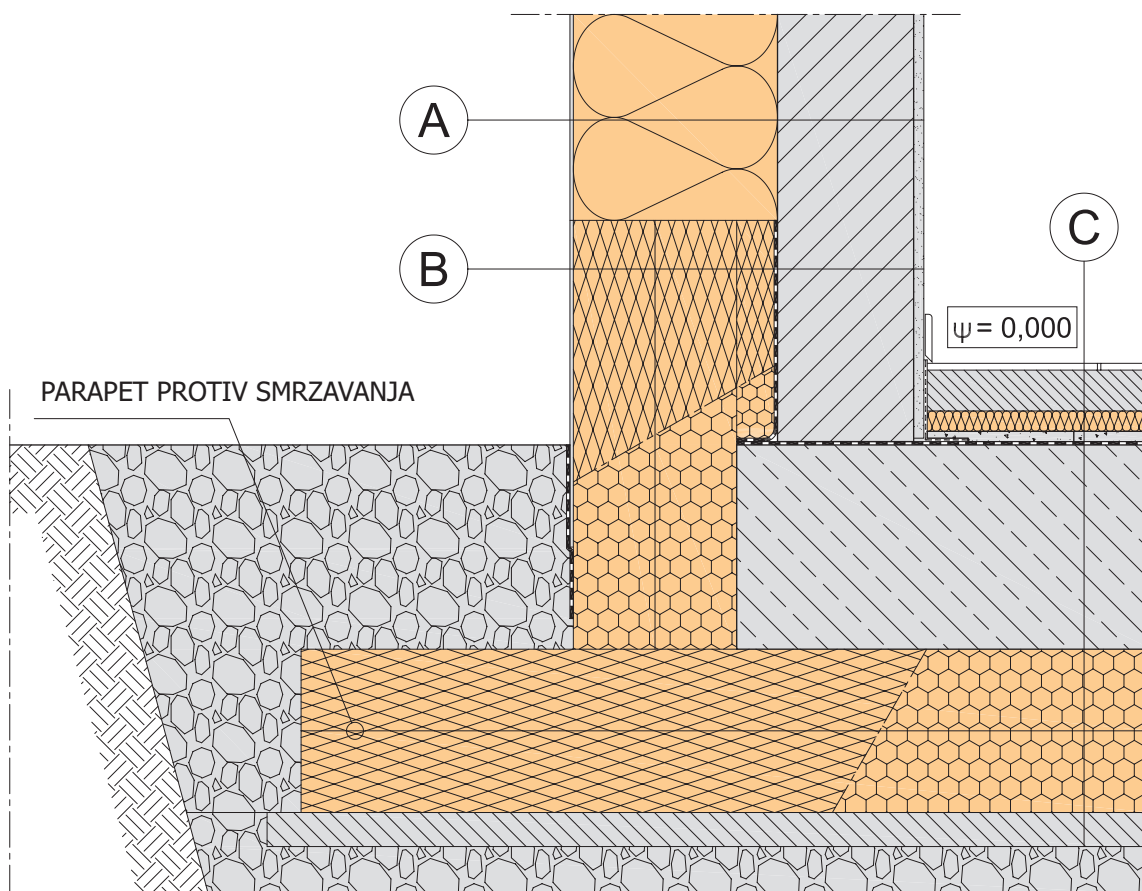 A
B
C
ψ = 0,000
PARAPET PROTIV SMRZAVANJA